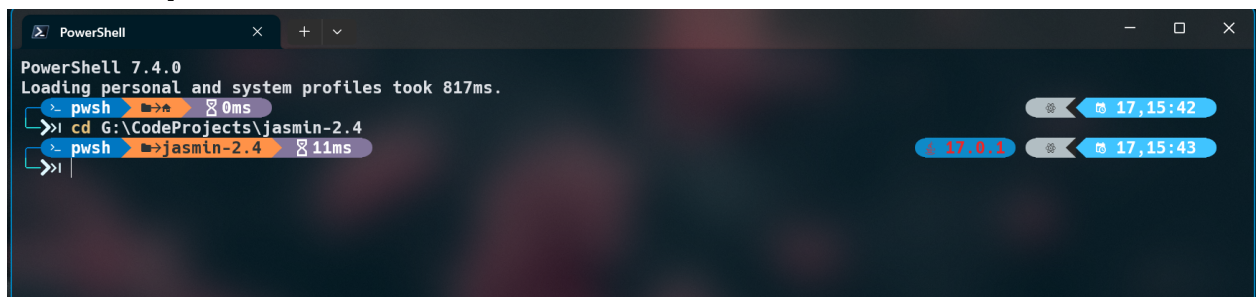 PowerShell
PowerShell 7.4.0
Loading personal and system profiles took 817ms.
pwsh 0ms 17,15:42
cd G:\CodeProjects\jasmin-2.4
pwsh jasmin-2.4 11ms 17.0.1 17,15:43